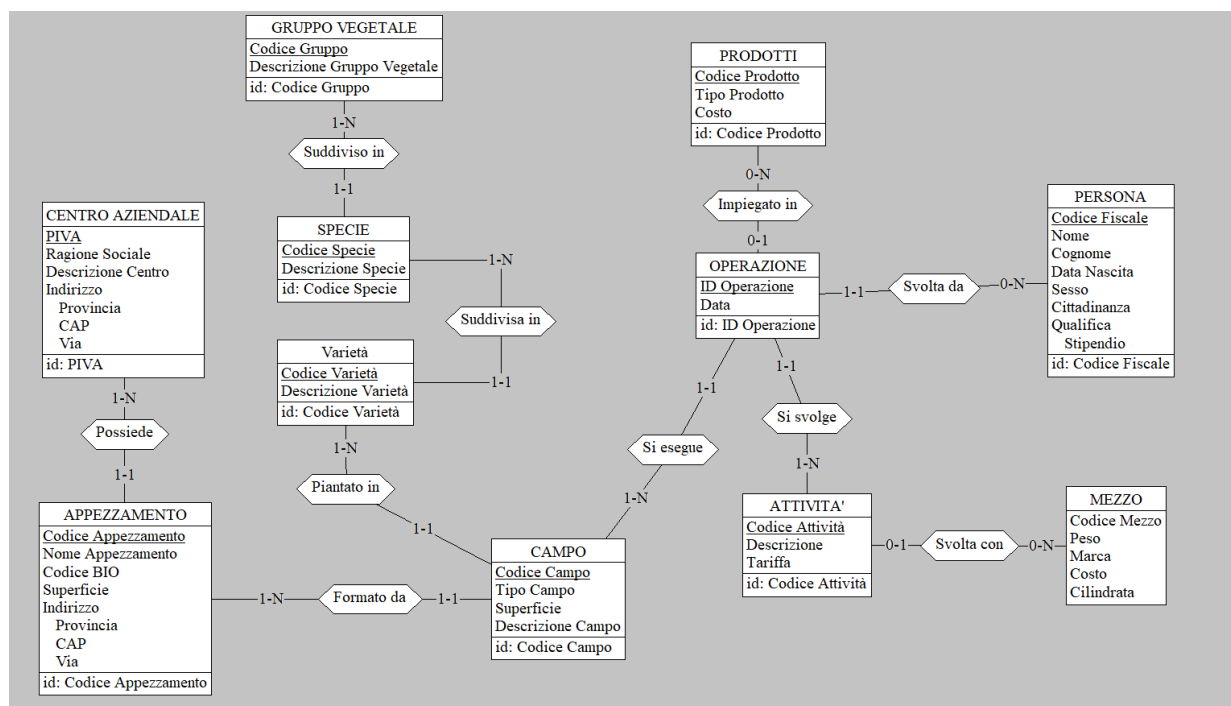 GRUPPO VEGETALE
Codice Gruppo
Descrizione Gruppo Vegetale
id: Codice Gruppo
1-N
Suddiviso in
1-1
SPECIE
Codice Specie
Descrizione Specie
id: Codice Specie
1-N
Suddivisa in
1-1
Varietà
Codice Varietà
Descrizione Varietà
id: Codice Varietà
1-N
Piantato in
1-1
CENTRO AZIENDALE
PIVA
Ragione Sociale
Descrizione Centro
Indirizzo
Provincia
CAP
Via
id: PIVA
1-N
Possiede
1-1
APPEZZAMENTO
Codice Appezzamento
Nome Appezzamento
Codice BIO
Superficie
Indirizzo
Provincia
CAP
Via
id: Codice Appezzamento
1-N
Formato da
1-1
CAMPO
Codice Campo
Tipo Campo
Superficie
Descrizione Campo
id: Codice Campo
1-N
Si esegue
1-1
PRODOTTI
Codice Prodotto
Tipo Prodotto
Costo
id: Codice Prodotto
0-N
Impiegato in
0-1
OPERAZIONE
ID Operazione
Data
id: ID Operazione
1-1
Svolta da
0-N
PERSONA
Codice Fiscale
Nome
Cognome
Data Nascita
Sesso
Cittadinanza
Qualifica
Stipendio
id: Codice Fiscale
1-1
Si svolge
1-N
ATTIVITA'
Codice Attività
Descrizione
Tariffa
id: Codice Attività
0-1
Svolta con
0-N
MEZZO
Codice Mezzo
Peso
Marca
Costo
Cilindrata